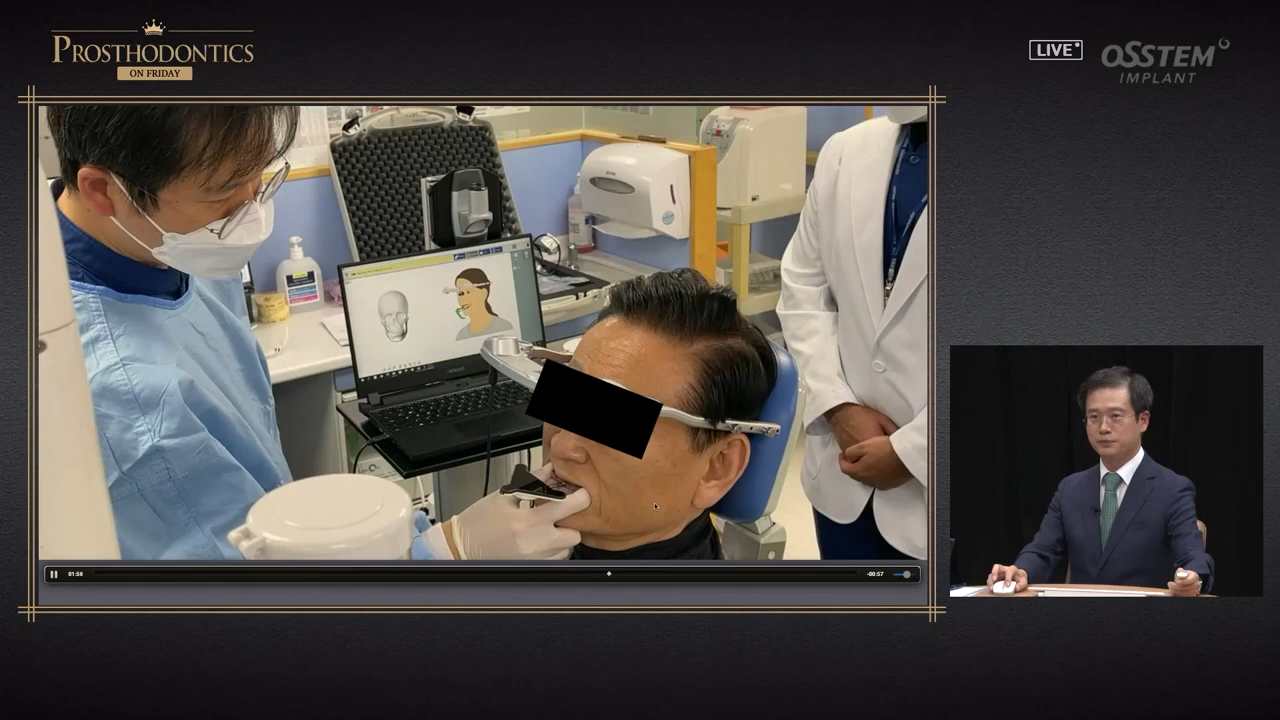 PROSTHODONTICS
ON FRIDAY
LIVE
OSSTEM
IMPLANT
01:58
-00:57